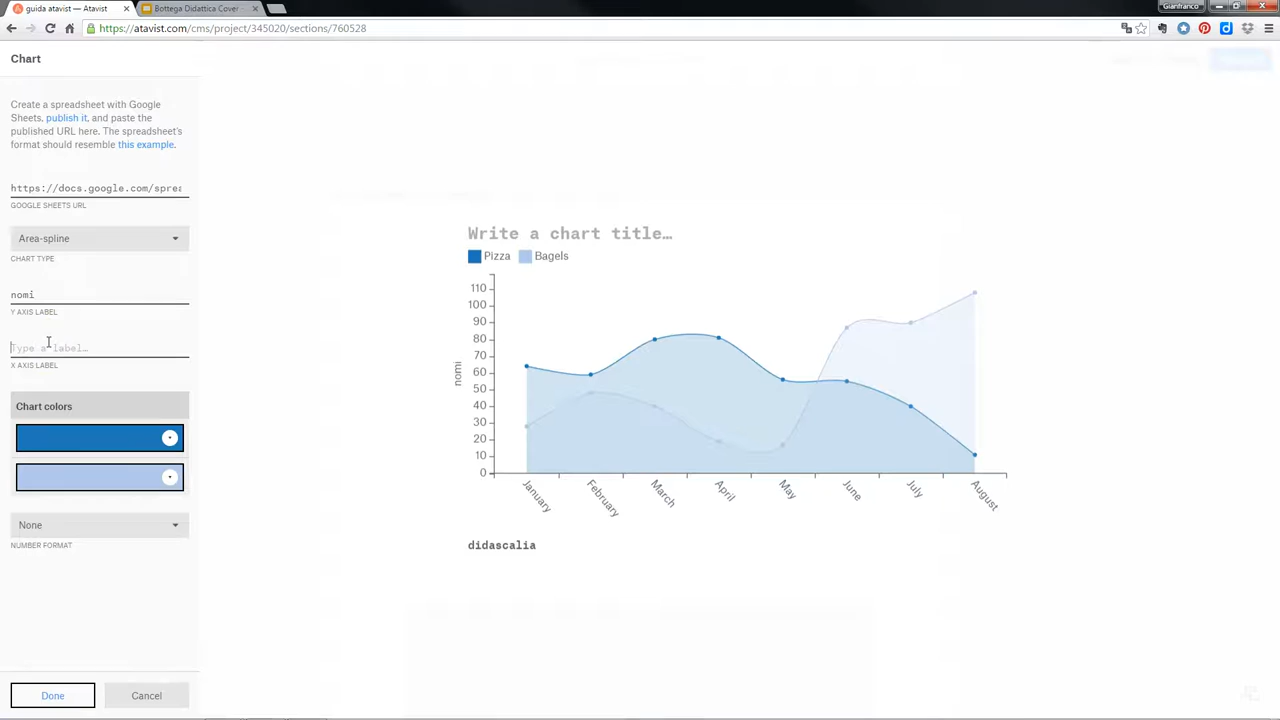 guida atavist — Atavist
Bottega Didattica Cover
Gianfranco
https://atavist.com/cms/project/345020/sections/760528
Chart
Create a spreadsheet with Google
Sheets, publish it, and paste the
published URL here. The spreadsheet's
format should resemble this example.
https://docs.google.com/sprea
GOOGLE SHEETS URL
Area-spline
CHART TYPE
nomi
Y AXIS LABEL
Type a label…
X AXIS LABEL
Chart colors
None
NUMBER FORMAT
Done
Cancel
Write a chart title…
Pizza
Bagels
110
100
90
80
70
60
50
40
30
20
10
0
nomi
January
February
March
April
May
June
July
August
didascalia